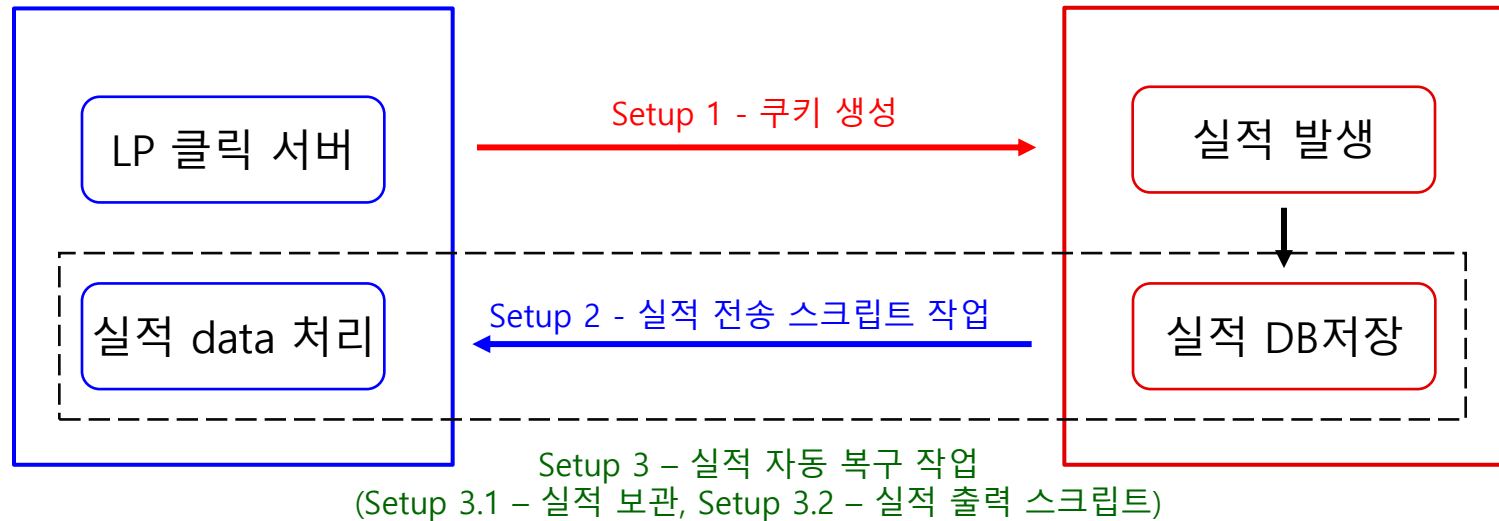 LP 클릭 서버
Setup 1 - 쿠키 생성
실적 발생
실적 data 처리
Setup 2 - 실적 전송 스크립트 작업
실적 DB저장
Setup 3 – 실적 자동 복구 작업
(Setup 3.1 – 실적 보관, Setup 3.2 – 실적 출력 스크립트)